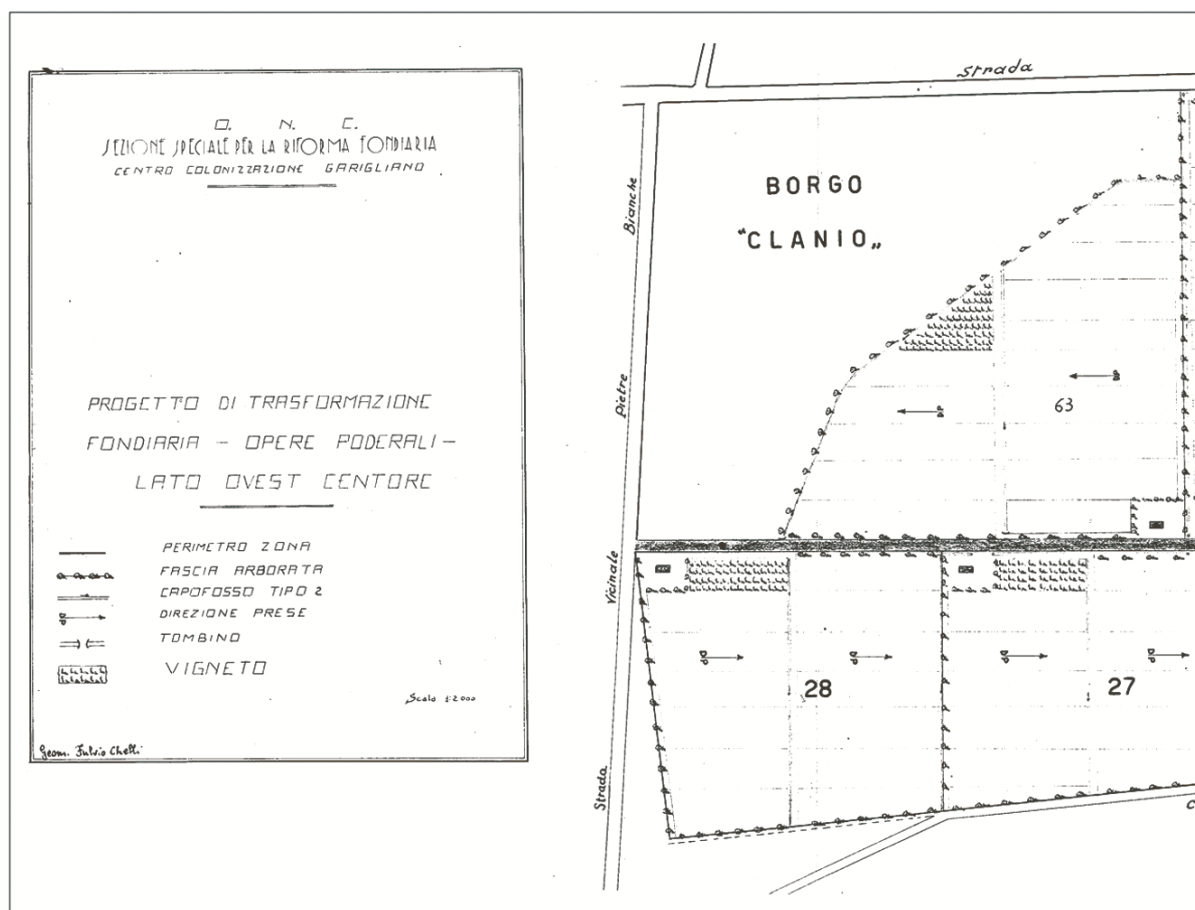 O. N. C.
SEZIONE SPECIALE PER LA RIFORMA FONDIARIA
CENTRO COLONIZZAZIONE GARIGLIANO
PROGETTO DI TRASFORMAZIONE
FONDIARIA - OPERE PODERALI -
LATO OVEST CENTORE
PERIMETRO ZONA
FASCIA ARBORATA
CAPOFOSSO TIPO 2
DIREZIONE PRESE
TOMBINO
VIGNETO
Scala 1:2000
Geom. Fulvio Chelli
Strada
BORGO
"CLANIO„
63
28
27
Strada Vicinale Pietre Bianche
C